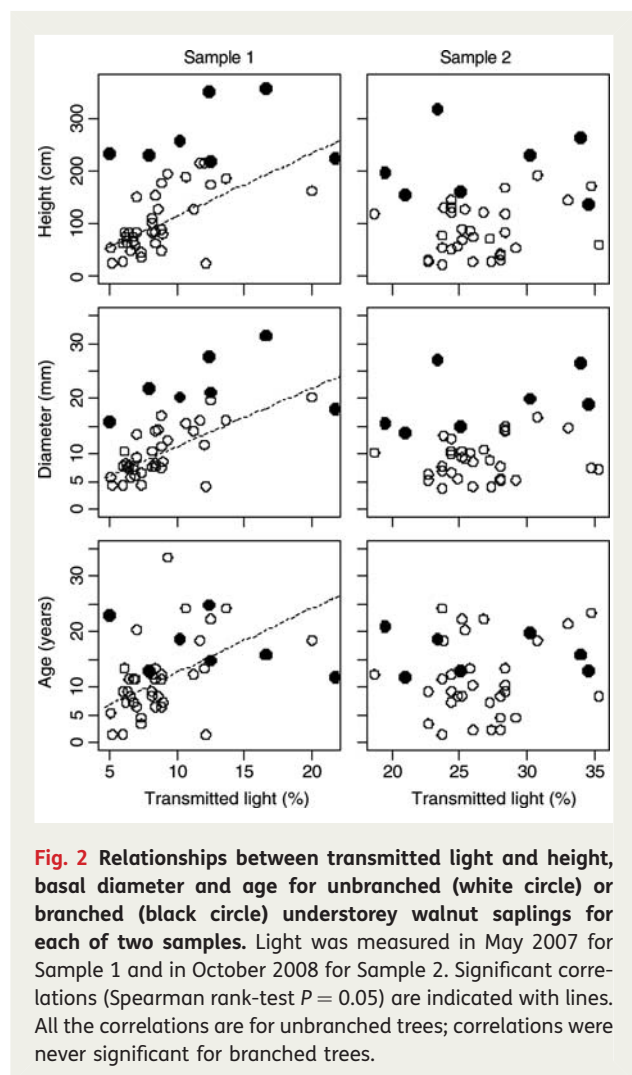 Sample 1
Sample 2
Height (cm)
300
200
100
0
Diameter (mm)
30
20
10
5
0
Age (years)
30
20
10
5
0
5
10
15
20
20
25
30
35
Transmitted light (%)
Transmitted light (%)
Fig. 2 Relationships between transmitted light and height,
basal diameter and age for unbranched (white circle) or
branched (black circle) understorey walnut saplings for
each of two samples. Light was measured in May 2007 for
Sample 1 and in October 2008 for Sample 2. Significant corre-
lations (Spearman rank-test P = 0.05) are indicated with lines.
All the correlations are for unbranched trees; correlations were
never significant for branched trees.